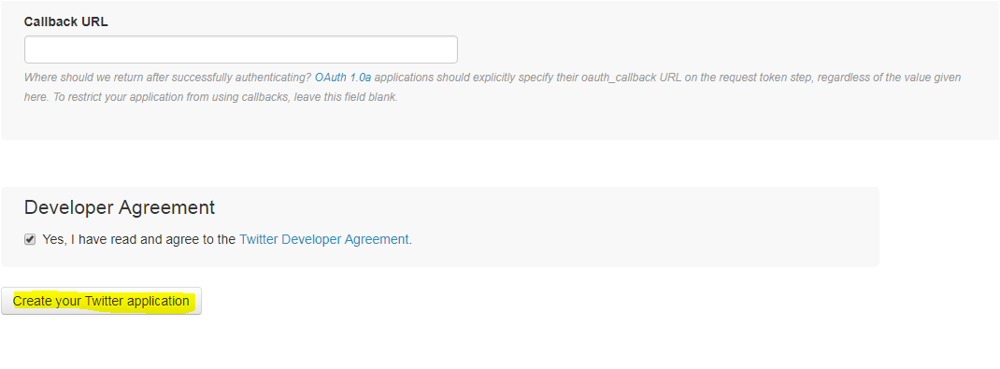 Callback URL
Where should we return after successfully authenticating? OAuth 1.0a applications should explicitly specify their oauth_callback URL on the request token step, regardless of the value given
here. To restrict your application from using callbacks, leave this field blank.
Developer Agreement
Yes, I have read and agree to the Twitter Developer Agreement.
Create your Twitter application